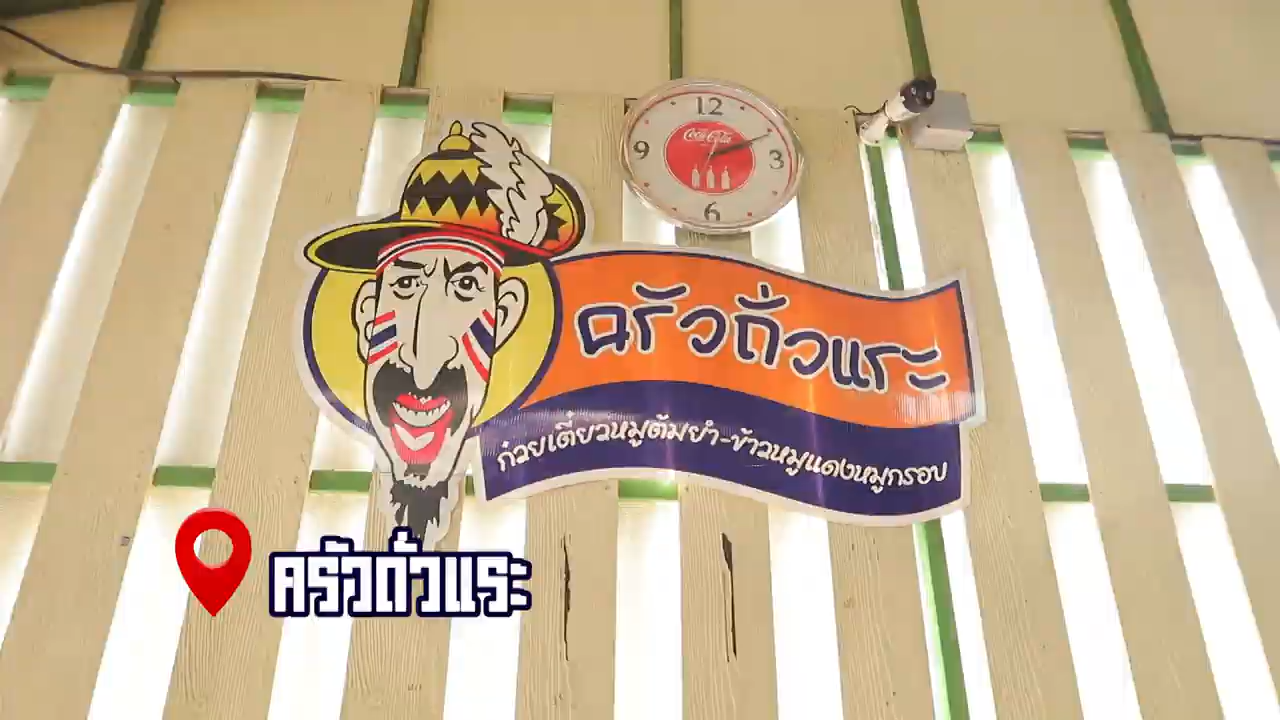 12
Coca-Cola
9
3
6
ครัวถั่วแระ
ก๋วยเตี๋ยวหมูต้มยำ-ข้าวหมูแดงหมูกรอบ
ครัวถั่วแระ